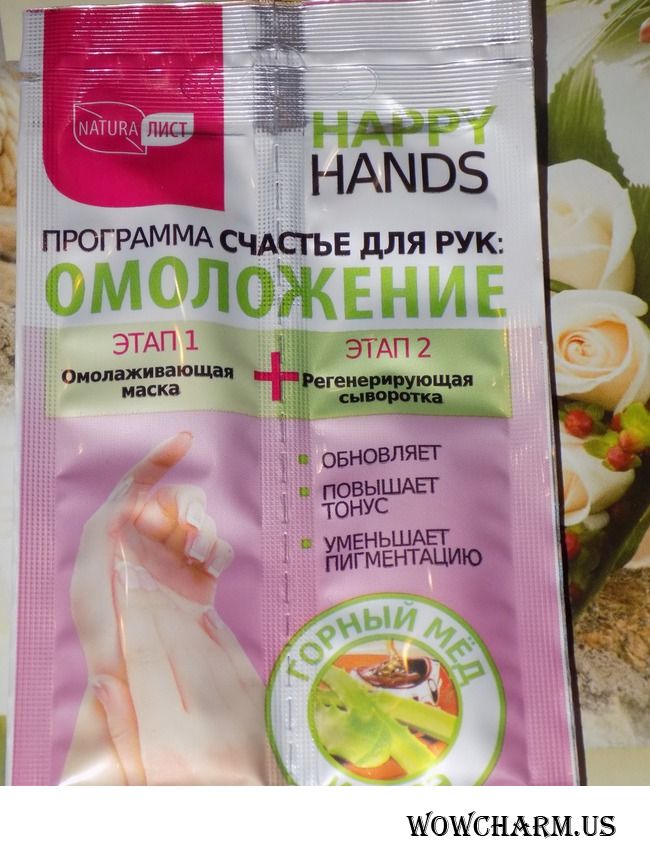 NATURA ЛИСТ
HAPPY
HANDS
ПРОГРАММА СЧАСТЬЕ ДЛЯ РУК:
ОМОЛОЖЕНИЕ
ЭТАП 1
Омолаживающая
маска
+
ЭТАП 2
Регенерирующая
сыворотка
ОБНОВЛЯЕТ
ПОВЫШАЕТ
ТОНУС
УМЕНЬШАЕТ
ПИГМЕНТАЦИЮ
ГОРНЫЙ МЁД
WOWCHARM.US